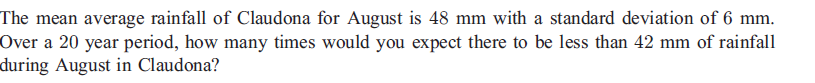 The mean average rainfall of Claudona for August is 48 mm with a standard deviation of 6 mm.
Over a 20 year period, how many times would you expect there to be less than 42 mm of rainfall
during August in Claudona?